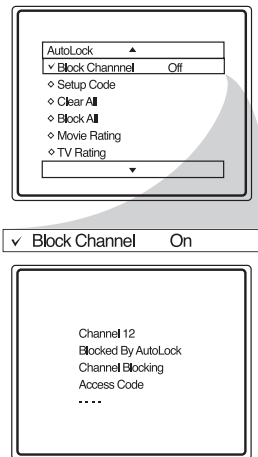 AutoLock ▲
✓ Block Channnel Off
◇ Setup Code
◇ Clear All
◇ Block All
◇ Movie Rating
◇ TV Rating
▼
✓ Block Channel On
Channel 12
Blocked By AutoLock
Channel Blocking
Access Code
- - - -